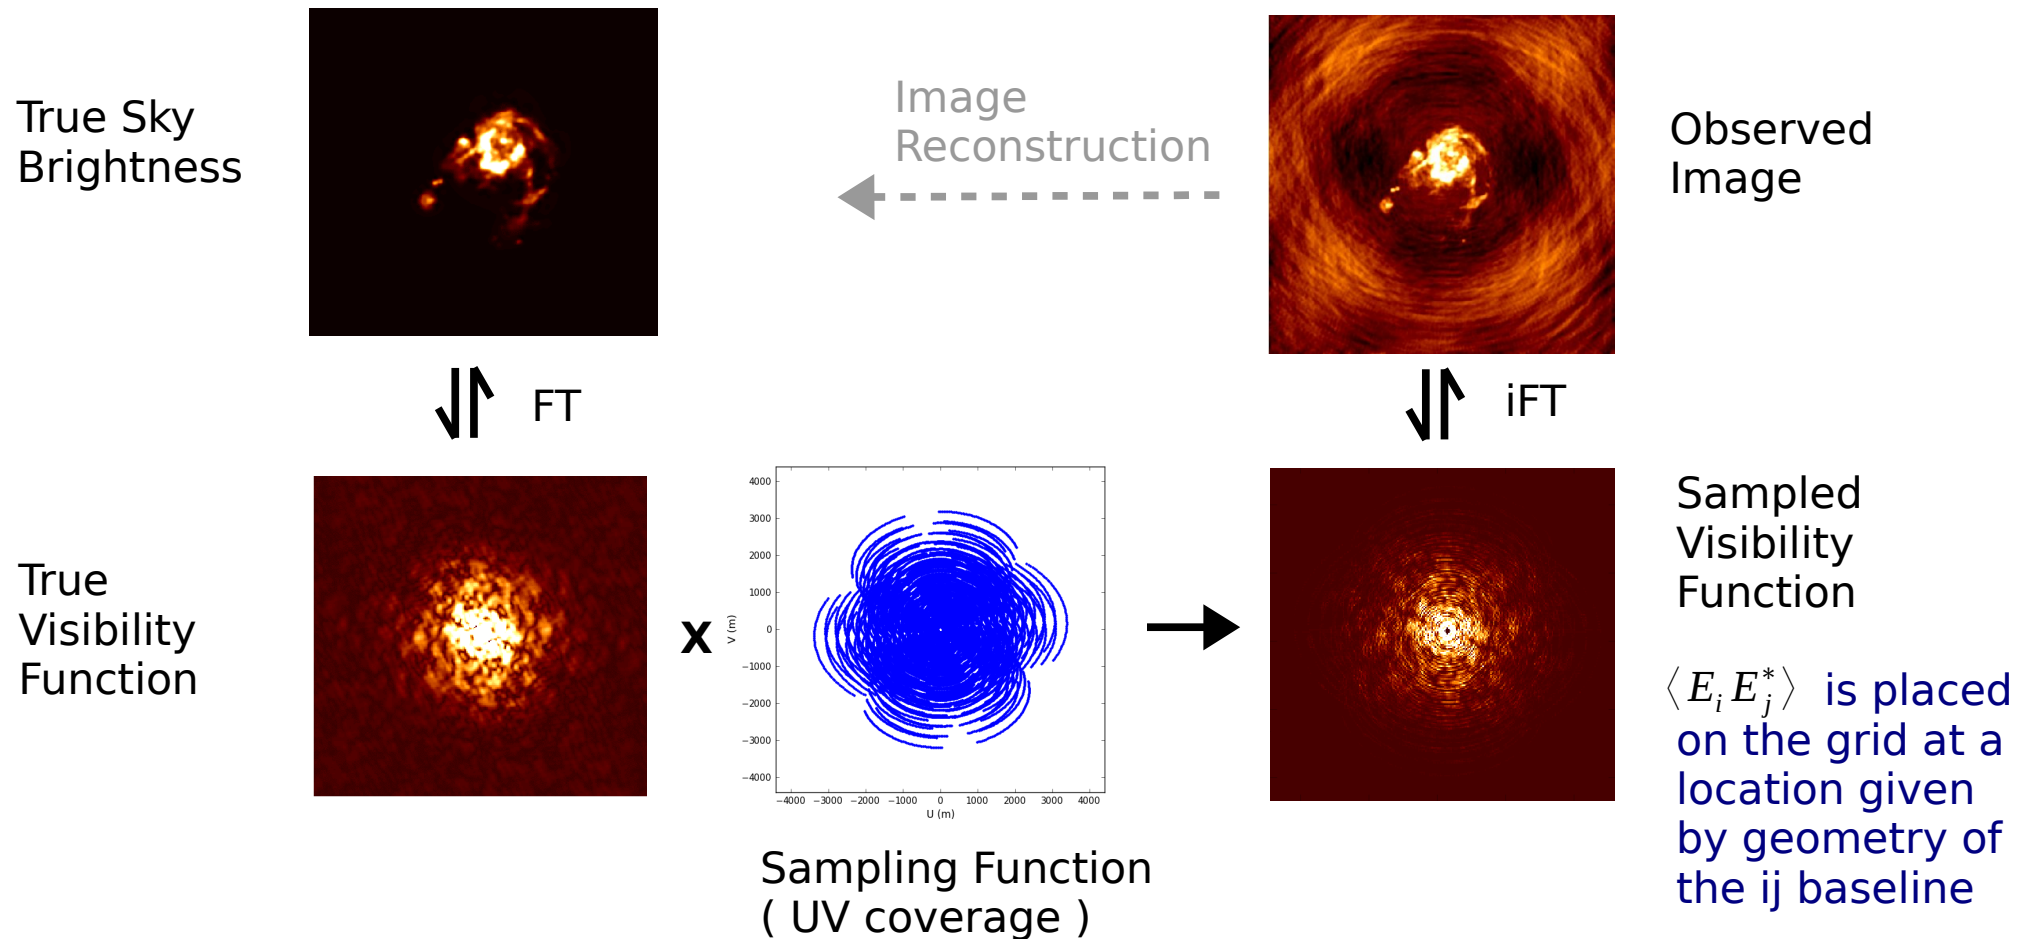 True Sky
Brightness
Image
Reconstruction
Observed
Image
FT
iFT
True
Visibility
Function
X
4000
3000
2000
1000
0
−1000
−2000
−3000
−4000
V (m)
−4000 −3000 −2000 −1000 0 1000 2000 3000 4000
U (m)
Sampling Function
( UV coverage )
Sampled
Visibility
Function
⟨ E_i E_j^* ⟩ is placed
on the grid at a
location given
by geometry of
the ij baseline